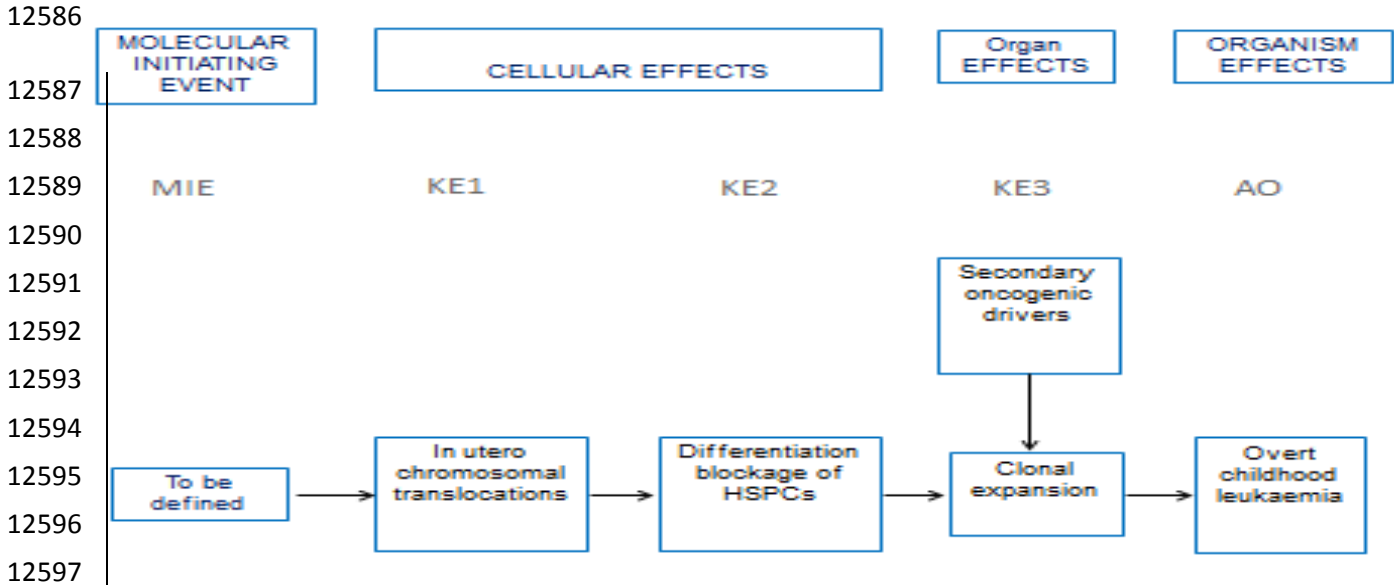 12586
MOLECULAR
INITIATING
EVENT
CELLULAR EFFECTS
Organ
EFFECTS
ORGANISM
EFFECTS
12587
12588
12589
MIE
KE1
KE2
KE3
AO
12590
12591
Secondary
oncogenic
drivers
12592
12593
12594
12595
To be
defined
In utero
chromosomal
translocations
Differentiation
blockage of
HSPCs
Clonal
expansion
Overt
childhood
leukaemia
12596
12597